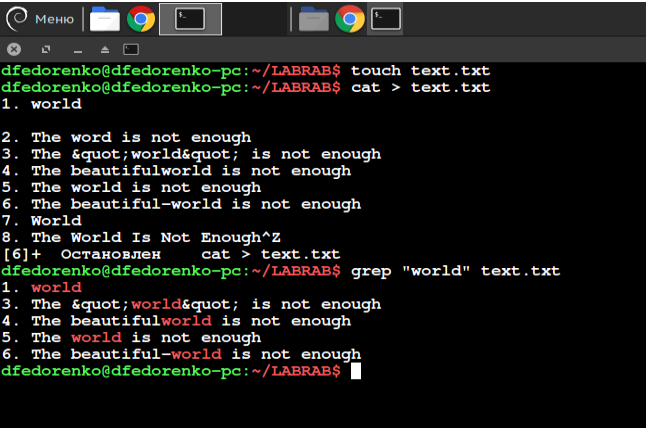 Меню
dfedorenko@dfedorenko-pc:~/LABRAB$ touch text.txt
dfedorenko@dfedorenko-pc:~/LABRAB$ cat > text.txt
1. world
2. The word is not enough
3. The &quot;world&quot; is not enough
4. The beautifulworld is not enough
5. The world is not enough
6. The beautiful-world is not enough
7. World
8. The World Is Not Enough^Z
[6]+  Остановлен    cat > text.txt
dfedorenko@dfedorenko-pc:~/LABRAB$ grep "world" text.txt
1. world
3. The &quot;world&quot; is not enough
4. The beautifulworld is not enough
5. The world is not enough
6. The beautiful-world is not enough
dfedorenko@dfedorenko-pc:~/LABRAB$